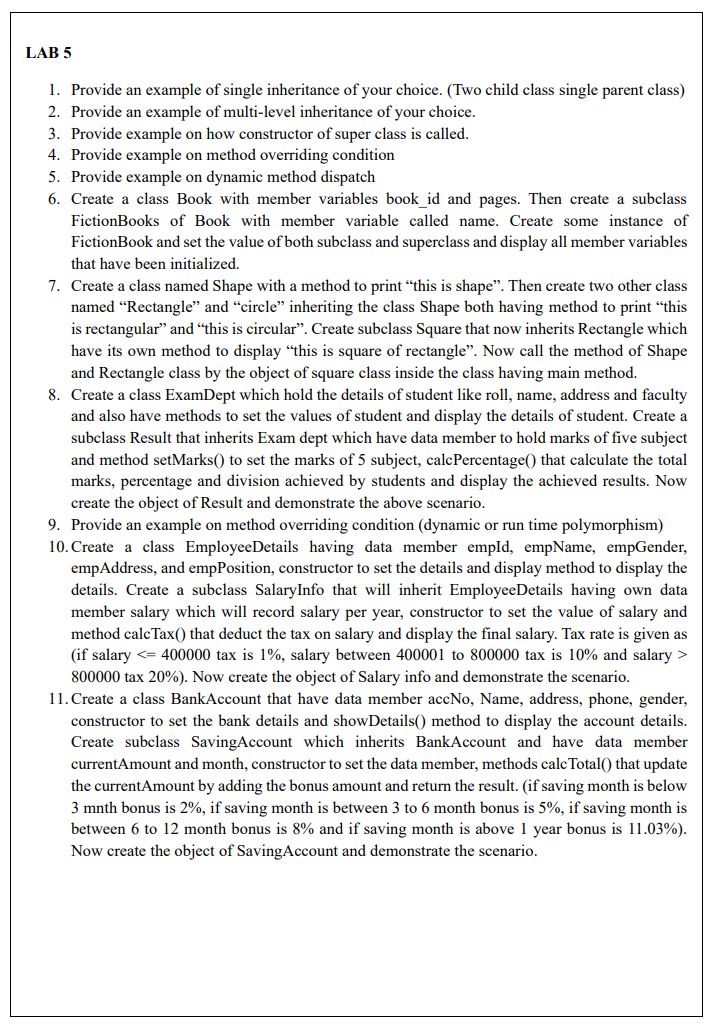 LAB 5
1. Provide an example of single inheritance of your choice. (Two child class single parent class)
2. Provide an example of multi-level inheritance of your choice.
3. Provide example on how constructor of super class is called.
4. Provide example on method overriding condition
5. Provide example on dynamic method dispatch
6. Create a class Book with member variables book_id and pages. Then create a subclass
FictionBooks of Book with member variable called name. Create some instance of
FictionBook and set the value of both subclass and superclass and display all member variables
that have been initialized.
7. Create a class named Shape with a method to print “this is shape”. Then create two other class
named “Rectangle” and “circle” inheriting the class Shape both having method to print “this
is rectangular” and “this is circular”. Create subclass Square that now inherits Rectangle which
have its own method to display “this is square of rectangle”. Now call the method of Shape
and Rectangle class by the object of square class inside the class having main method.
8. Create a class ExamDept which hold the details of student like roll, name, address and faculty
and also have methods to set the values of student and display the details of student. Create a
subclass Result that inherits Exam dept which have data member to hold marks of five subject
and method setMarks() to set the marks of 5 subject, calcPercentage() that calculate the total
marks, percentage and division achieved by students and display the achieved results. Now
create the object of Result and demonstrate the above scenario.
9. Provide an example on method overriding condition (dynamic or run time polymorphism)
10. Create a class EmployeeDetails having data member empId, empName, empGender,
empAddress, and empPosition, constructor to set the details and display method to display the
details. Create a subclass SalaryInfo that will inherit EmployeeDetails having own data
member salary which will record salary per year, constructor to set the value of salary and
method calcTax() that deduct the tax on salary and display the final salary. Tax rate is given as
(if salary <= 400000 tax is 1%, salary between 400001 to 800000 tax is 10% and salary >
800000 tax 20%). Now create the object of Salary info and demonstrate the scenario.
11. Create a class BankAccount that have data member accNo, Name, address, phone, gender,
constructor to set the bank details and showDetails() method to display the account details.
Create subclass SavingAccount which inherits BankAccount and have data member
currentAmount and month, constructor to set the data member, methods calcTotal() that update
the currentAmount by adding the bonus amount and return the result. (if saving month is below
3 mnth bonus is 2%, if saving month is between 3 to 6 month bonus is 5%, if saving month is
between 6 to 12 month bonus is 8% and if saving month is above 1 year bonus is 11.03%).
Now create the object of SavingAccount and demonstrate the scenario.